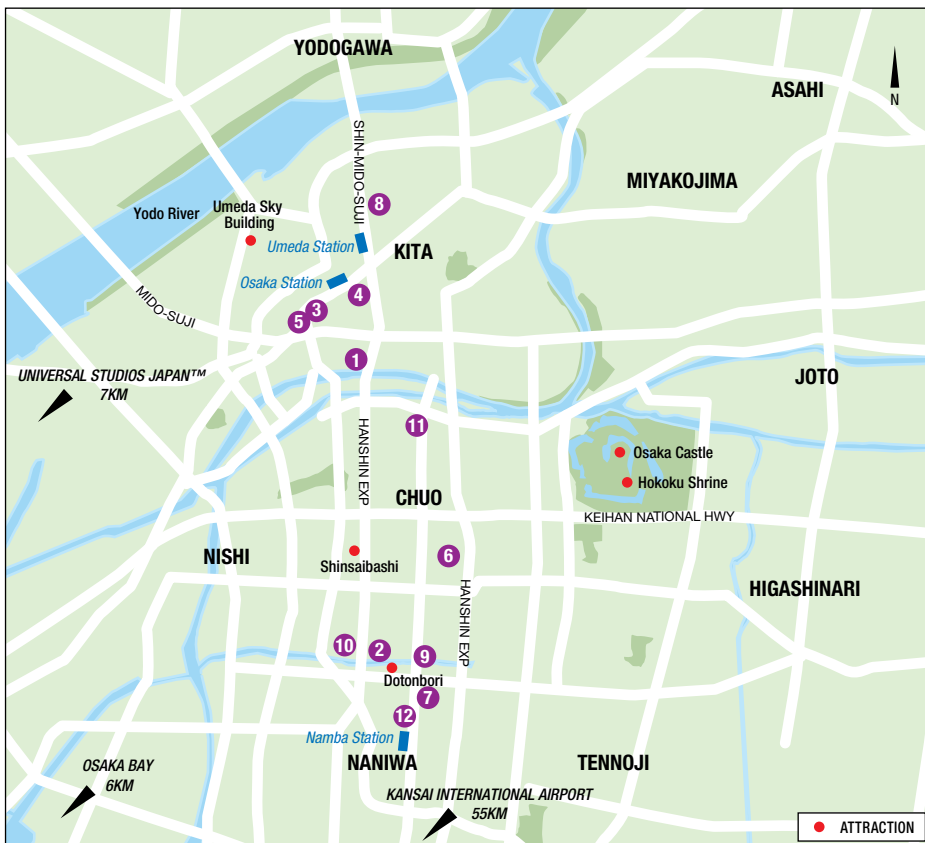 YODOGAWA
ASAHI
N
SHIN-MIDO-SUJI
MIYAKOJIMA
8
Yodo River
Umeda Sky
Building
Umeda Station
KITA
Osaka Station
4
3
5
MIDO-SUJI
1
UNIVERSAL STUDIOS JAPAN™
7KM
JOTO
11
HANSHIN EXP
Osaka Castle
Hokoku Shrine
CHUO
KEIHAN NATIONAL HWY
NISHI
Shinsaibashi
6
HIGASHINARI
HANSHIN EXP
10
2
9
Dotonbori
7
12
Namba Station
NANIWA
TENNOJI
OSAKA BAY
6KM
KANSAI INTERNATIONAL AIRPORT
55KM
ATTRACTION